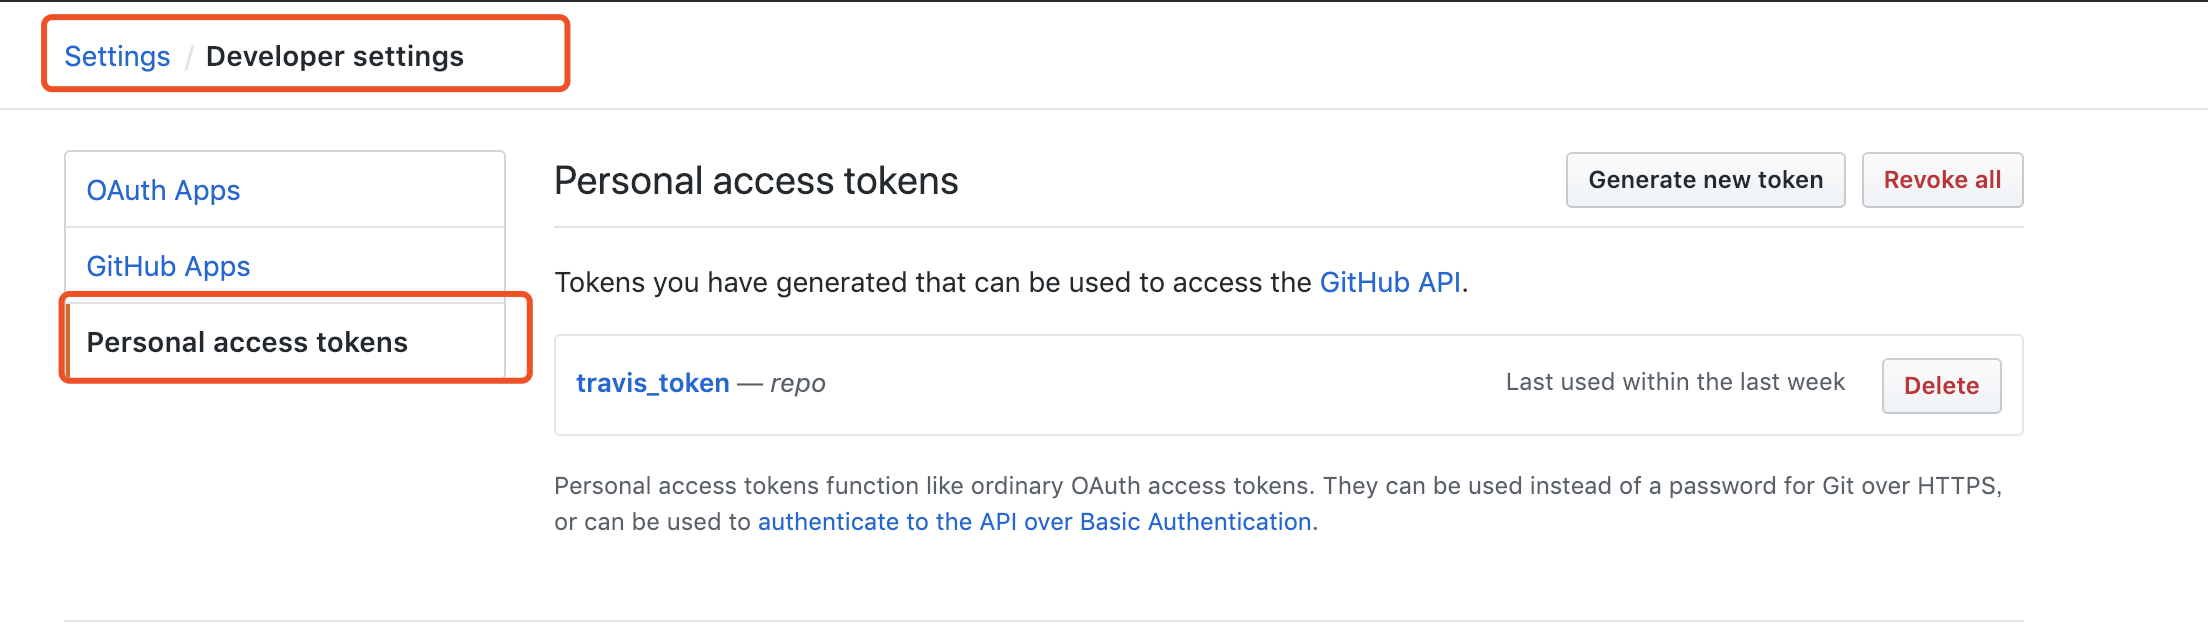 Settings / Developer settings
OAuth Apps
GitHub Apps
Personal access tokens
Personal access tokens
Generate new token
Revoke all
Tokens you have generated that can be used to access the GitHub API.
travis_token — repo
Last used within the last week
Delete
Personal access tokens function like ordinary OAuth access tokens. They can be used instead of a password for Git over HTTPS,
or can be used to authenticate to the API over Basic Authentication.